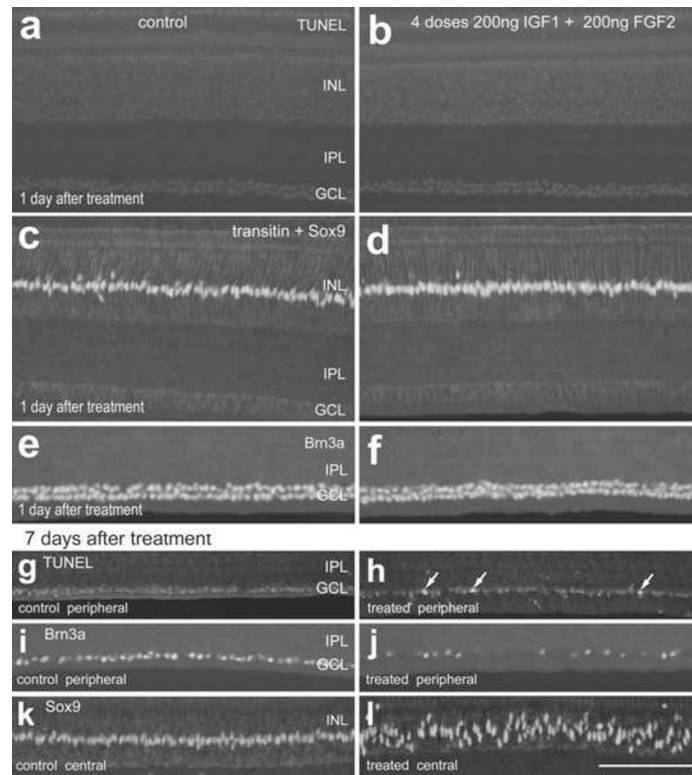 a control TUNEL
INL
IPL
GCL
1 day after treatment
b 4 doses 200ng IGF1 + 200ng FGF2
c transitin + Sox9
INL
IPL
GCL
1 day after treatment
d
e Brn3a
IPL
GCL
1 day after treatment
f
7 days after treatment
g TUNEL
IPL
GCL
control peripheral
h
treated peripheral
i Brn3a
IPL
GCL
control peripheral
j
treated peripheral
k Sox9
INL
control central
l
treated central